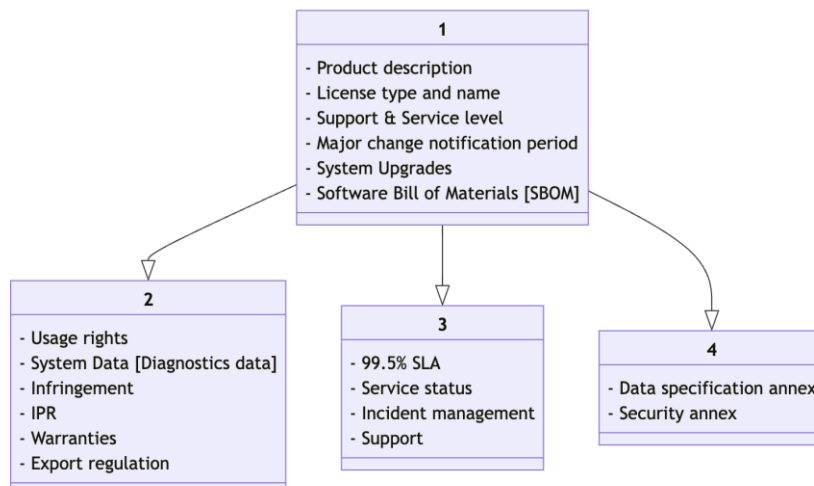 1
- Product description
- License type and name
- Support & Service level
- Major change notification period
- System Upgrades
- Software Bill of Materials [SBOM]
2
- Usage rights
- System Data [Diagnostics data]
- Infringement
- IPR
- Warranties
- Export regulation
3
- 99.5% SLA
- Service status
- Incident management
- Support
4
- Data specification annex
- Security annex